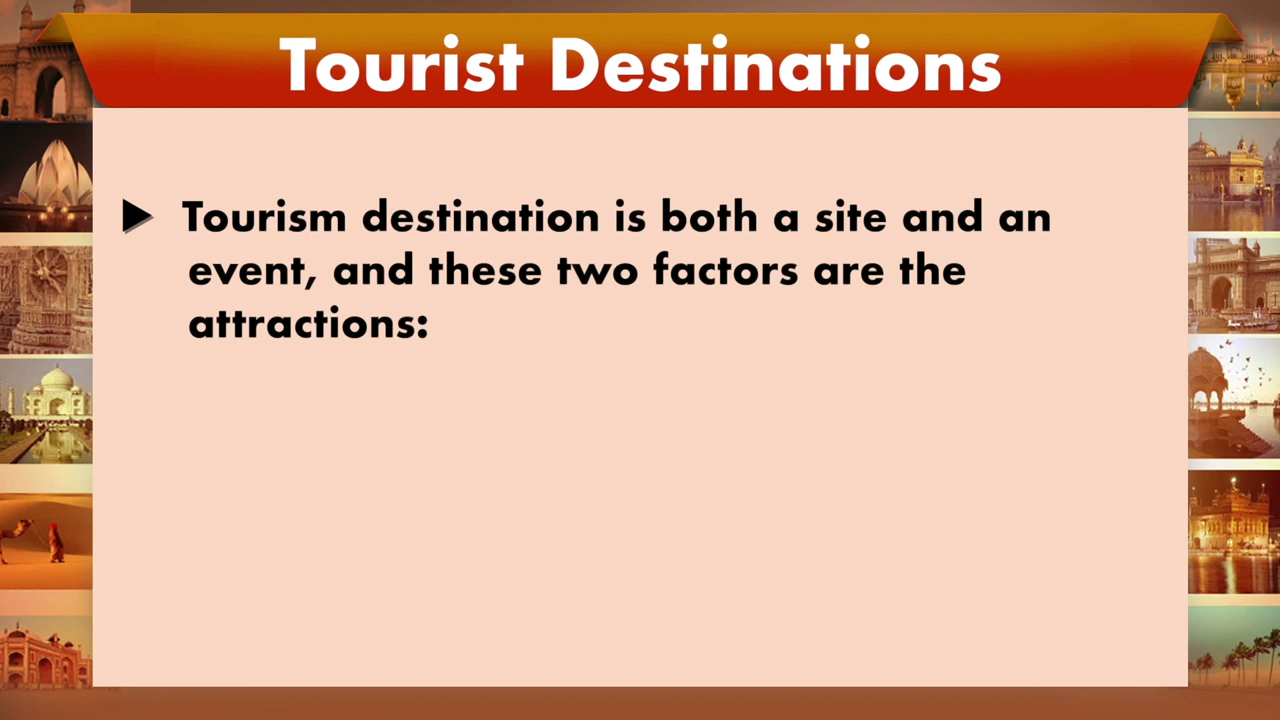 Tourist Destinations
Tourism destination is both a site and an
event, and these two factors are the
attractions: